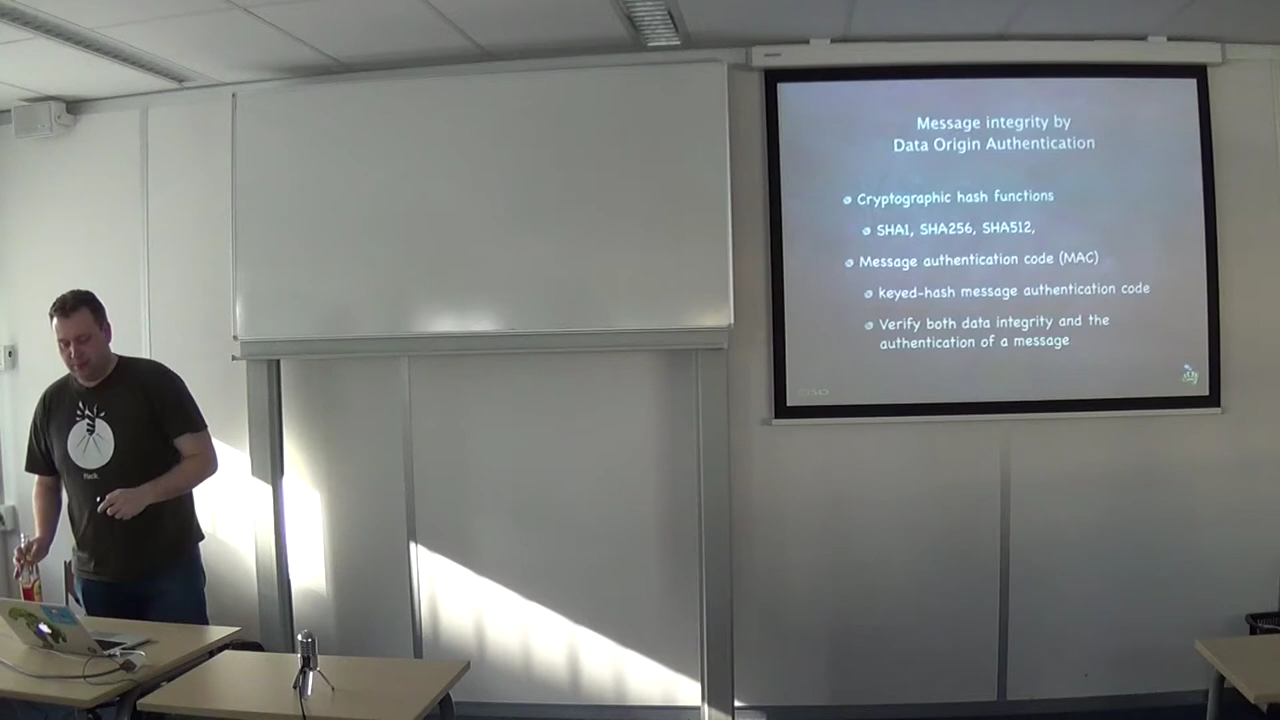 Message integrity by
Data Origin Authentication
Cryptographic hash functions
SHA1, SHA256, SHA512,
Message authentication code (MAC)
keyed-hash message authentication code
Verify both data integrity and the
authentication of a message